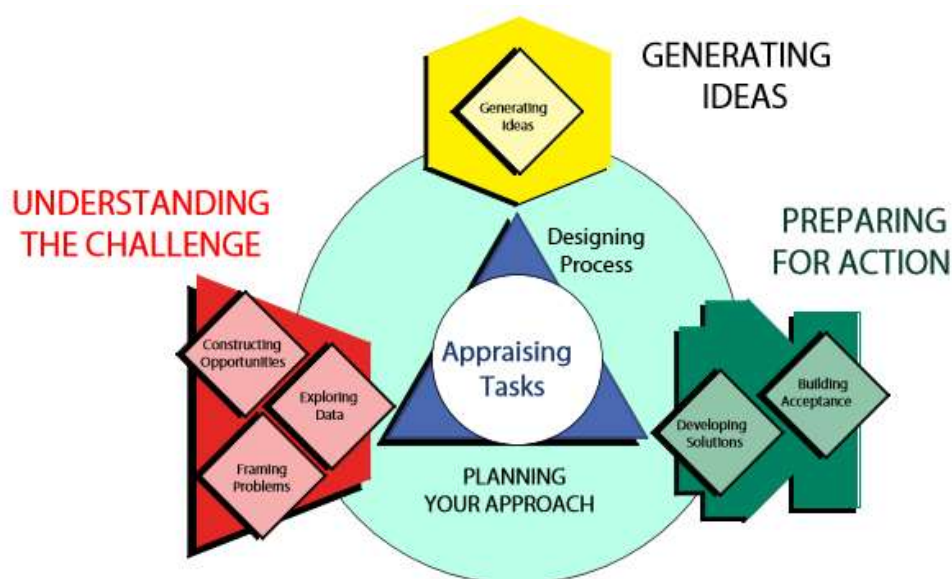 GENERATING
IDEAS
Generating
Ideas
UNDERSTANDING
THE CHALLENGE
PREPARING
FOR ACTION
Designing
Process
Constructing
Opportunities
Exploring
Data
Framing
Problems
Appraising
Tasks
Building
Acceptance
Developing
Solutions
PLANNING
YOUR APPROACH